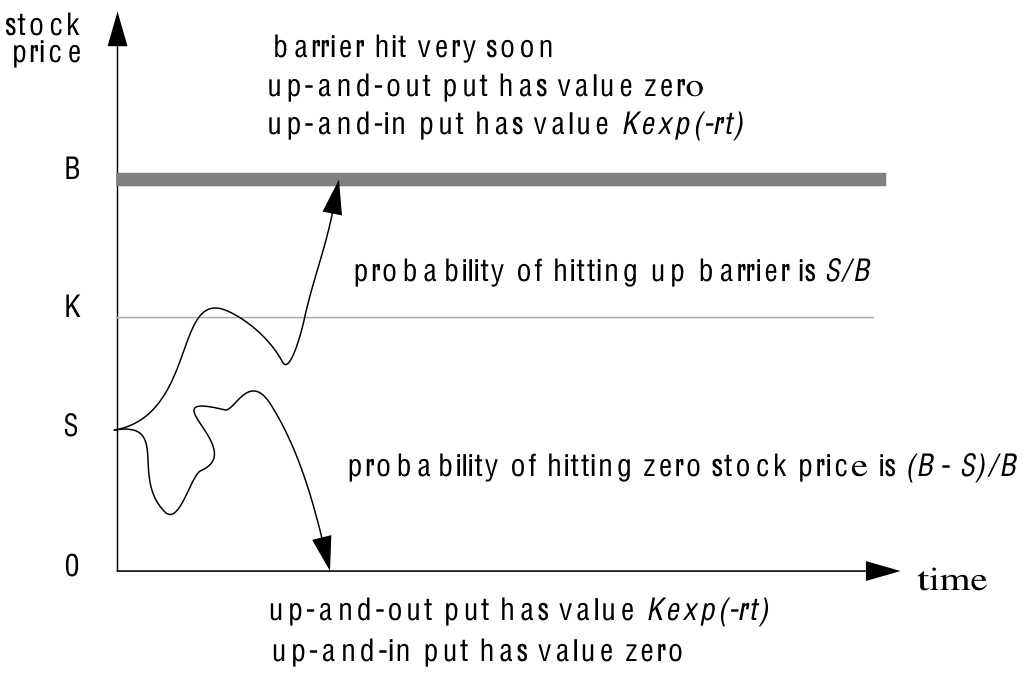 stock
price
barrier hit very soon
up-and-out put has value zero
up-and-in put has value Kexp(-rt)
B
probability of hitting up barrier is S/B
K
S
probability of hitting zero stock price is (B - S)/B
0
time
up-and-out put has value Kexp(-rt)
up-and-in put has value zero